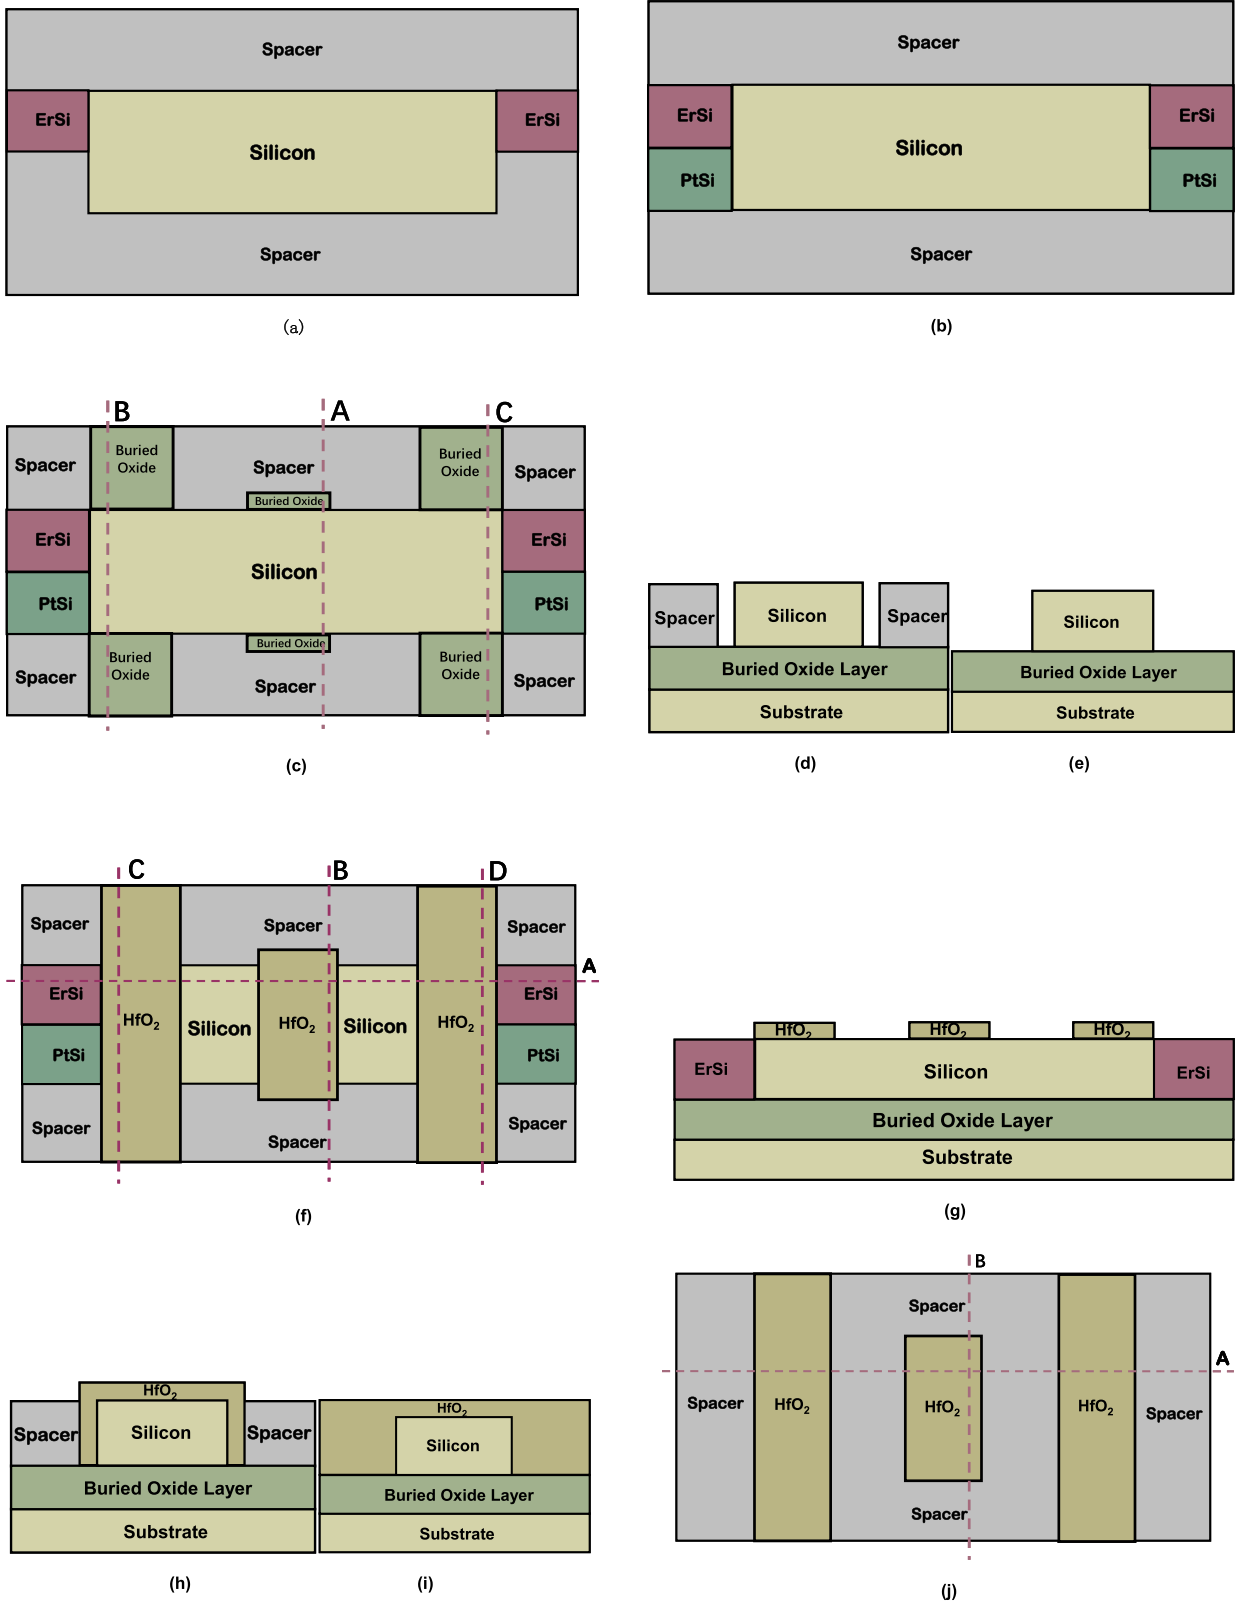 Spacer
ErSi
Silicon
ErSi
Spacer
(a)
Spacer
ErSi
Silicon
ErSi
PtSi
PtSi
Spacer
(b)
B
A
C
Spacer
Buried
Oxide
Spacer
Buried Oxide
Buried
Oxide
Spacer
ErSi
Silicon
ErSi
PtSi
PtSi
Spacer
Buried
Oxide
Buried Oxide
Spacer
Buried
Oxide
Spacer
(c)
Spacer
Silicon
Spacer
Buried Oxide Layer
Substrate
(d)
Silicon
Buried Oxide Layer
Substrate
(e)
C
B
D
Spacer
Spacer
Spacer
A
ErSi
HfO₂
Silicon
HfO₂
Silicon
HfO₂
ErSi
PtSi
PtSi
Spacer
Spacer
Spacer
(f)
HfO₂
HfO₂
HfO₂
ErSi
Silicon
ErSi
Buried Oxide Layer
Substrate
(g)
HfO₂
Spacer
Silicon
Spacer
Buried Oxide Layer
Substrate
(h)
HfO₂
Silicon
Buried Oxide Layer
Substrate
(i)
B
Spacer
A
Spacer
HfO₂
HfO₂
HfO₂
Spacer
Spacer
(j)